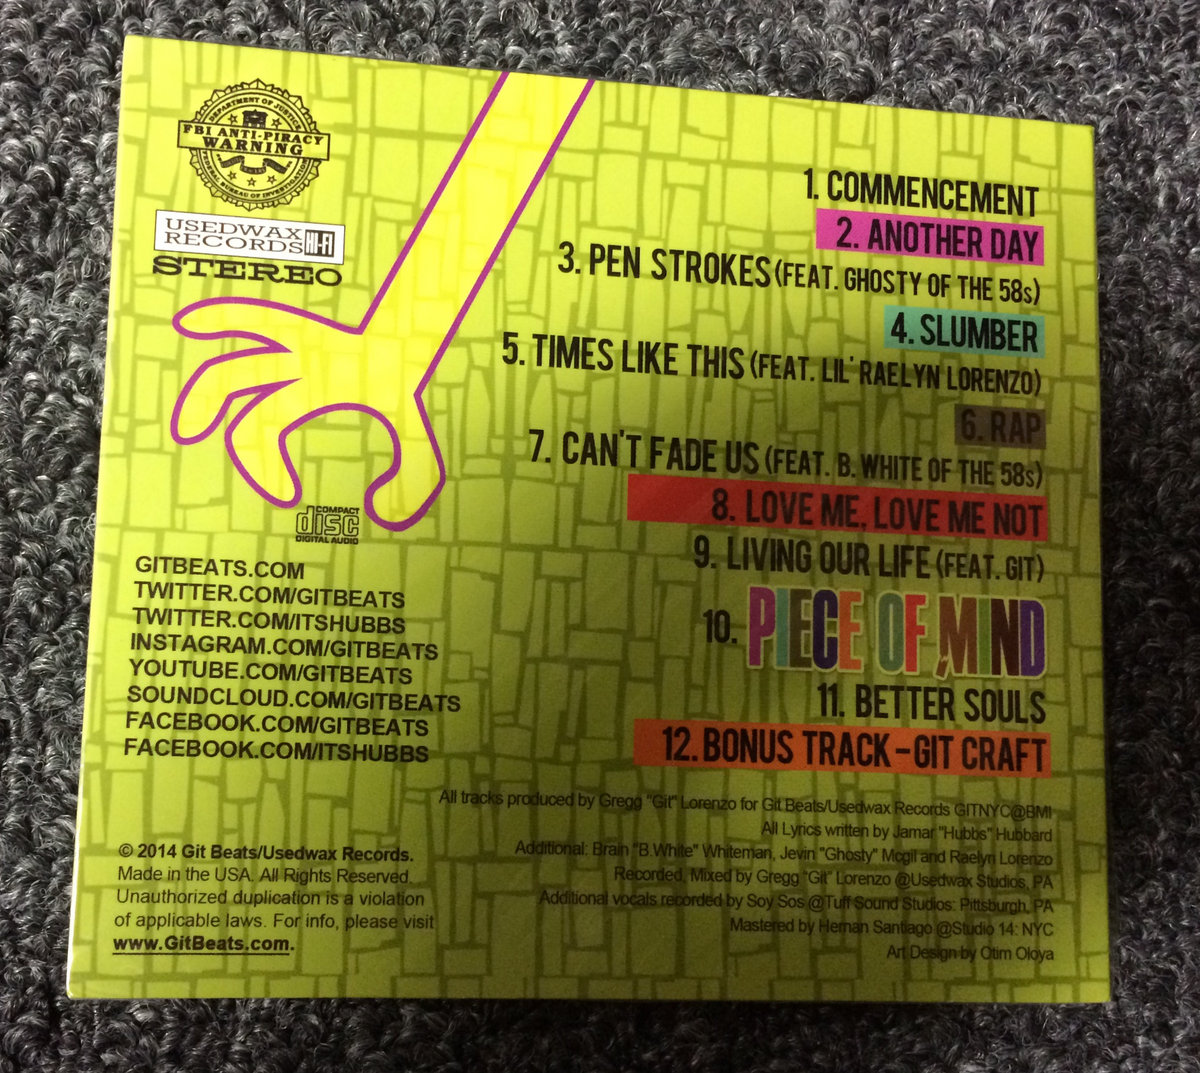 DEPARTMENT OF JUSTICE
FBI ANTI-PIRACY
WARNING
FEDERAL BUREAU OF INVESTIGATION
USEDWAX
RECORDS HI-FI
STEREO
1. COMMENCEMENT
2. ANOTHER DAY
3. PEN STROKES (FEAT. GHOSTY OF THE 58s)
4. SLUMBER
5. TIMES LIKE THIS (FEAT. LIL' RAELYN LORENZO)
6. RAP
7. CAN'T FADE US (FEAT. B. WHITE OF THE 58s)
8. LOVE ME, LOVE ME NOT
9. LIVING OUR LIFE (FEAT. GIT)
10. PIECE OF MIND
11. BETTER SOULS
12. BONUS TRACK – GIT CRAFT
COMPACT
disc
DIGITAL AUDIO
GITBEATS.COM
TWITTER.COM/GITBEATS
TWITTER.COM/ITSHUBBS
INSTAGRAM.COM/GITBEATS
YOUTUBE.COM/GITBEATS
SOUNDCLOUD.COM/GITBEATS
FACEBOOK.COM/GITBEATS
FACEBOOK.COM/ITSHUBBS
All tracks produced by Gregg "Git" Lorenzo for Git Beats/Usedwax Records GITNYC@BMI
All Lyrics written by Jamar "Hubbs" Hubbard
Additional: Brain "B.White" Whiteman, Jevin "Ghosty" Mcgil and Raelyn Lorenzo
Recorded, Mixed by Gregg "Git" Lorenzo @Usedwax Studios, PA
Additional vocals recorded by Soy Sos @Tuff Sound Studios: Pittsburgh, PA
Mastered by Hernan Santiago @Studio 14: NYC
Art Design by Otim Oloya
© 2014 Git Beats/Usedwax Records.
Made in the USA. All Rights Reserved.
Unauthorized duplication is a violation
of applicable laws. For info, please visit
www.GitBeats.com.